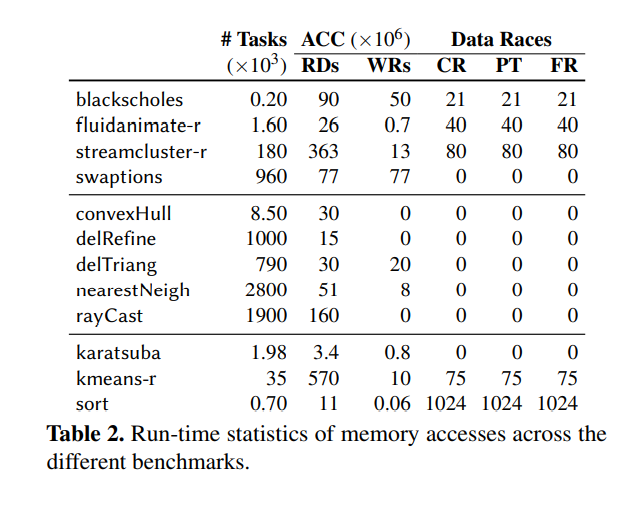 # Tasks ACC (×10⁶) Data Races
(×10³) RDs WRs CR PT FR
blackscholes 0.20 90 50 21 21 21
fluidanimate-r 1.60 26 0.7 40 40 40
streamcluster-r 180 363 13 80 80 80
swaptions 960 77 77 0 0 0
convexHull 8.50 30 0 0 0 0
delRefine 1000 15 0 0 0 0
delTriang 790 30 20 0 0 0
nearestNeigh 2800 51 8 0 0 0
rayCast 1900 160 0 0 0 0
karatsuba 1.98 3.4 0.8 0 0 0
kmeans-r 35 570 10 75 75 75
sort 0.70 11 0.06 1024 1024 1024
Table 2. Run-time statistics of memory accesses across the
different benchmarks.